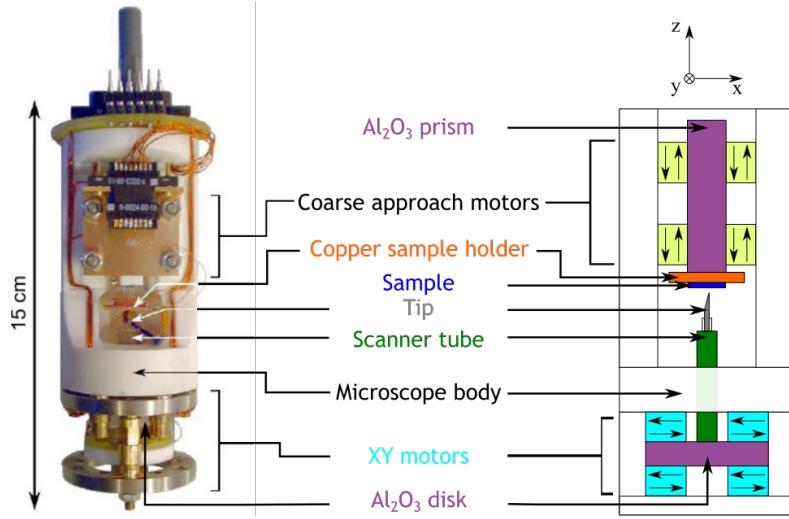 z
y
x
Al₂O₃ prism
Coarse approach motors
Copper sample holder
Sample
Tip
Scanner tube
15 cm
Microscope body
XY motors
Al₂O₃ disk